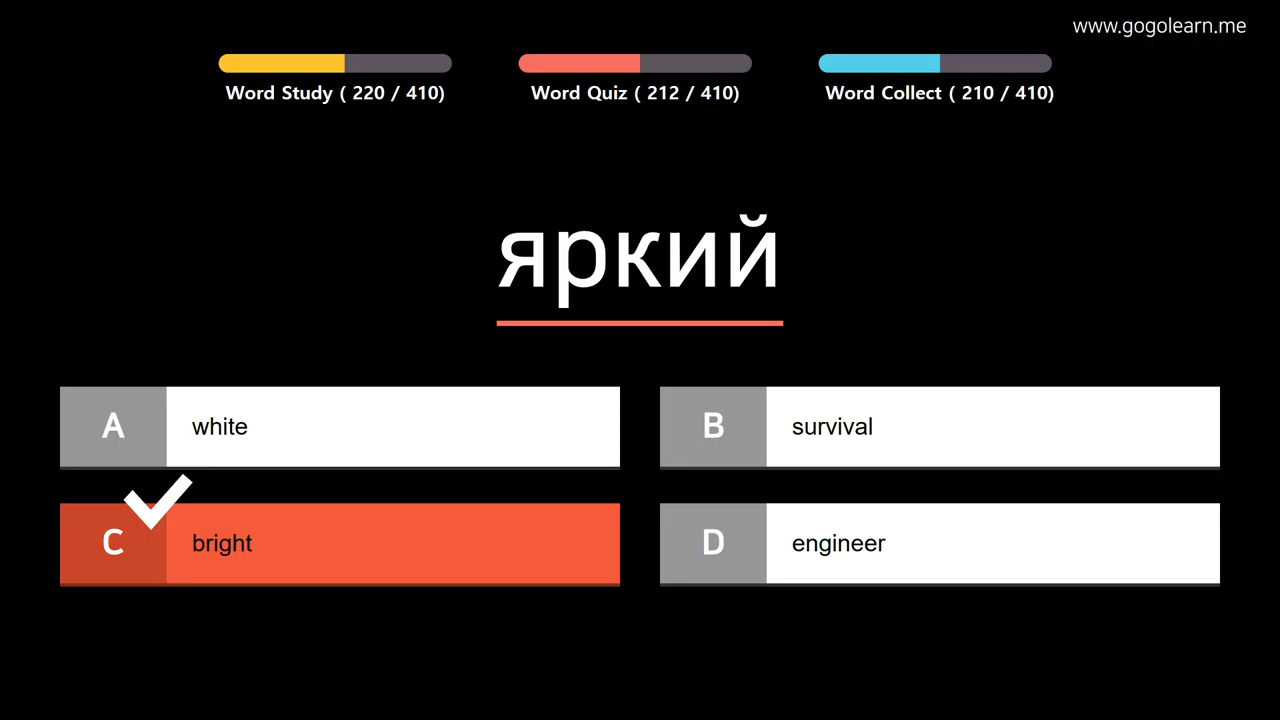 www.gogolearn.me
Word Study ( 220 / 410)
Word Quiz ( 212 / 410)
Word Collect ( 210 / 410)
яркий
A white
B survival
C bright
D engineer